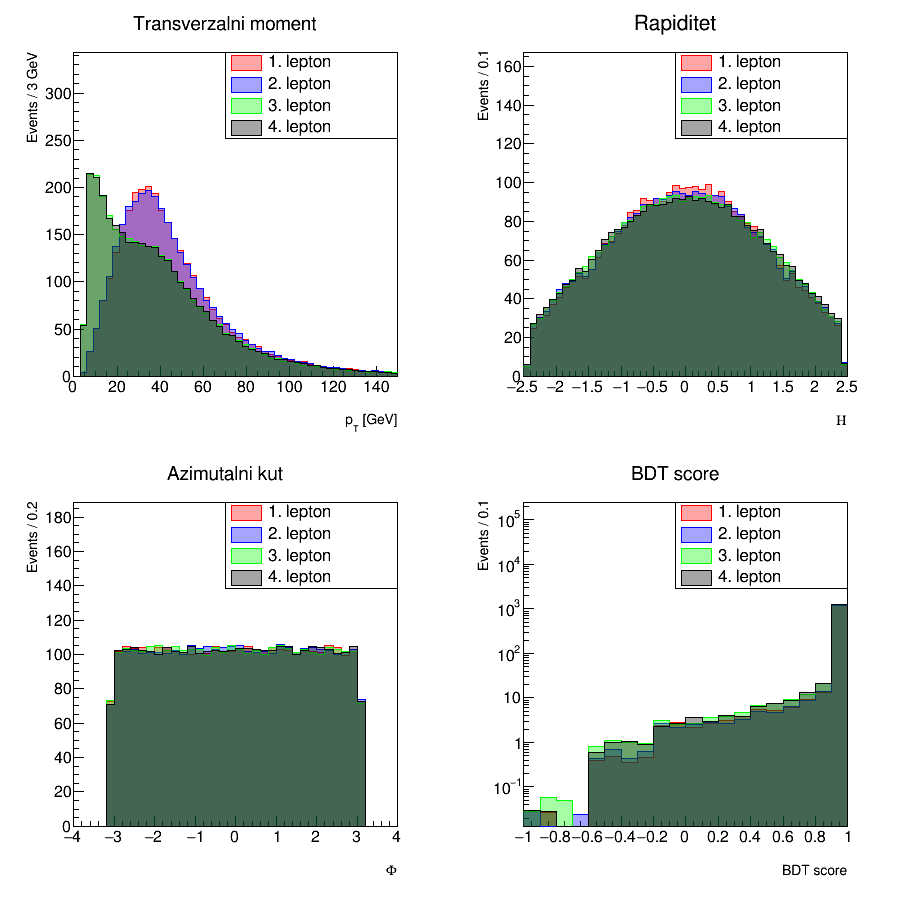 Transverzalni moment
Events / 3 GeV
1. lepton
2. lepton
3. lepton
4. lepton
300
250
200
150
100
50
0
20 40 60 80 100 120 140
p_T [GeV]
Rapiditet
Events / 0.1
1. lepton
2. lepton
3. lepton
4. lepton
160
140
120
100
80
60
40
20
0
−2.5 −2 −1.5 −1 −0.5 0 0.5 1 1.5 2 2.5
H
Azimutalni kut
Events / 0.2
1. lepton
2. lepton
3. lepton
4. lepton
180
160
140
120
100
80
60
40
20
0
−4 −3 −2 −1 0 1 2 3 4
Φ
BDT score
Events / 0.1
1. lepton
2. lepton
3. lepton
4. lepton
10^5
10^4
10^3
10^2
10
1
10^−1
−1 −0.8 −0.6 −0.4 −0.2 0 0.2 0.4 0.6 0.8 1
BDT score